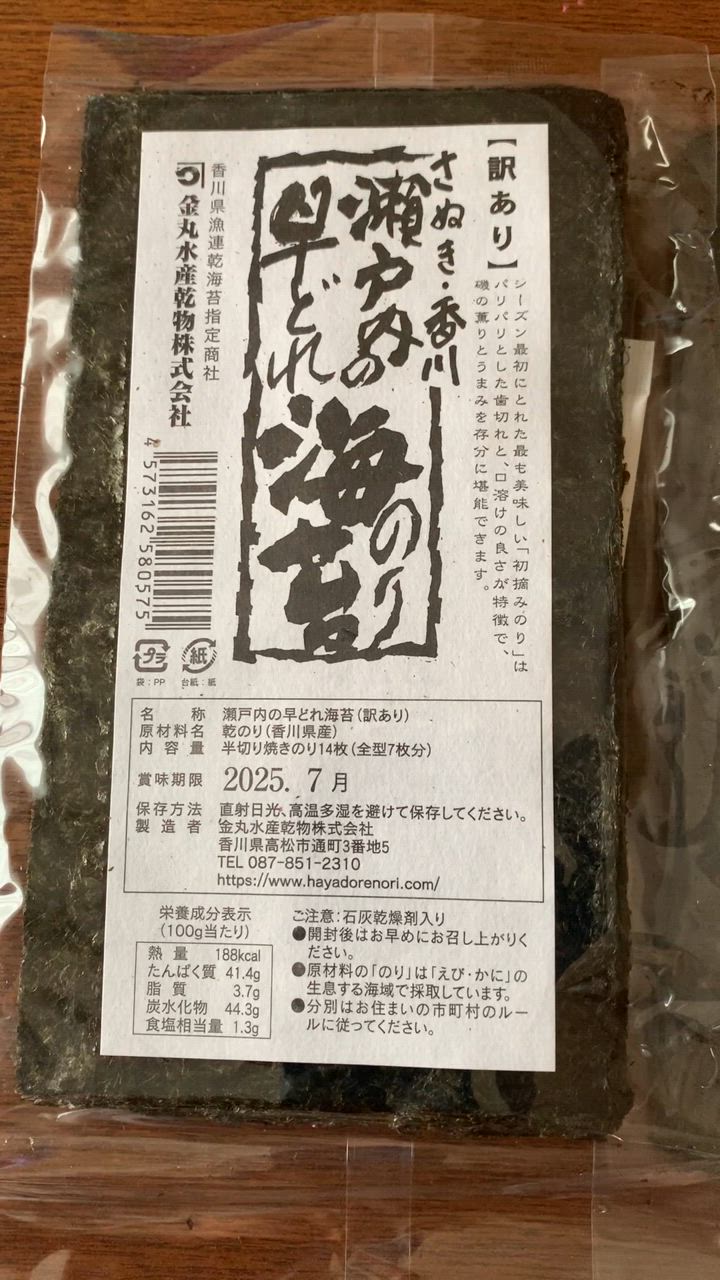 【訳あり】
シーズン最初にとれた最も美味しい「初摘みのり」は
パリパリとした歯切れと、口溶けの良さが特徴で、
磯の薫りとうまみを存分に堪能できます。
さぬき・香川
瀬戸内の
早どれ
海苔
のり
香川県漁連乾海苔指定商社
金丸水産乾物株式会社
4 573162 580575
プラ
袋：PP
紙
台紙：紙
名称 瀬戸内の早どれ海苔（訳あり）
原材料名 乾のり（香川県産）
内容量 半切り焼きのり14枚（全型7枚分）
賞味期限 2025. 7月
保存方法 直射日光、高温多湿を避けて保存してください。
製造者 金丸水産乾物株式会社
香川県高松市通町3番地5
TEL 087-851-2310
https://www.hayadorenori.com/
栄養成分表示
（100g当たり）
熱量 188kcal
たんぱく質 41.4g
脂質 3.7g
炭水化物 44.3g
食塩相当量 1.3g
ご注意：石灰乾燥剤入り
●開封後はお早めにお召し上がりく
ださい。
●原材料の「のり」は「えび・かに」の
生息する海域で採取しています。
●分別はお住まいの市町村のルー
ルに従ってください。